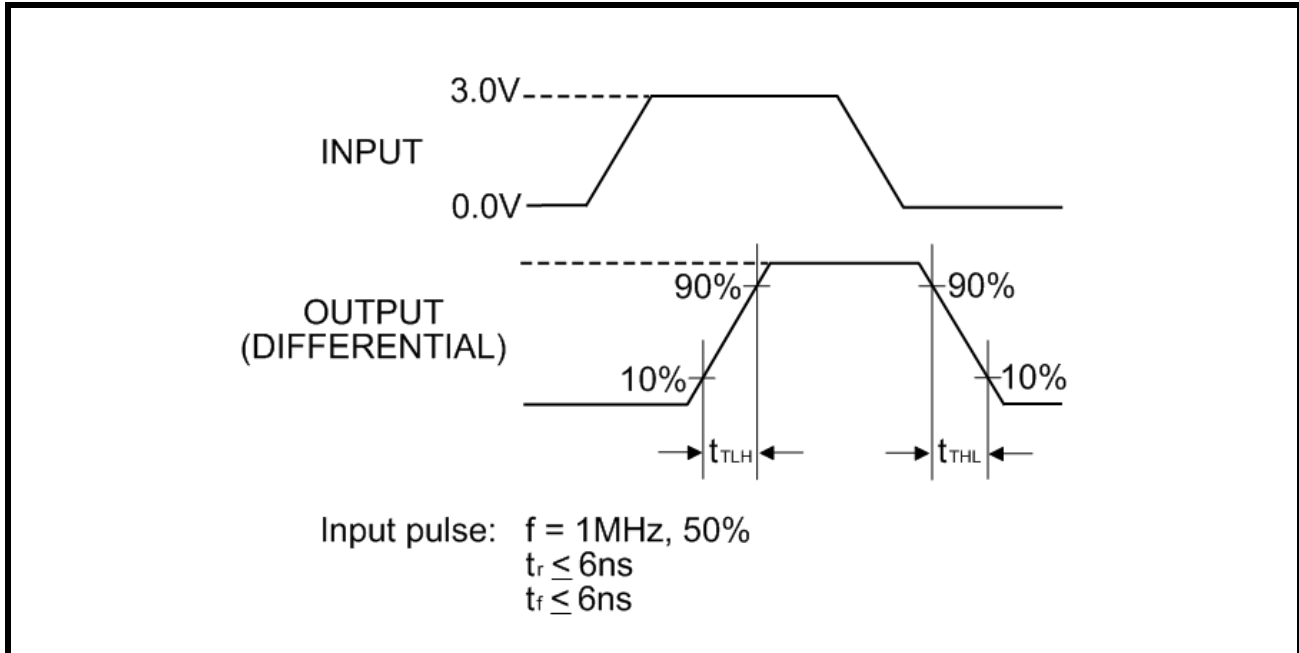 3.0V
INPUT
0.0V
90% 90%
OUTPUT
(DIFFERENTIAL)
10% 10%
tTLH tTHL
Input pulse: f = 1MHz, 50%
tr ≤ 6ns
tf ≤ 6ns